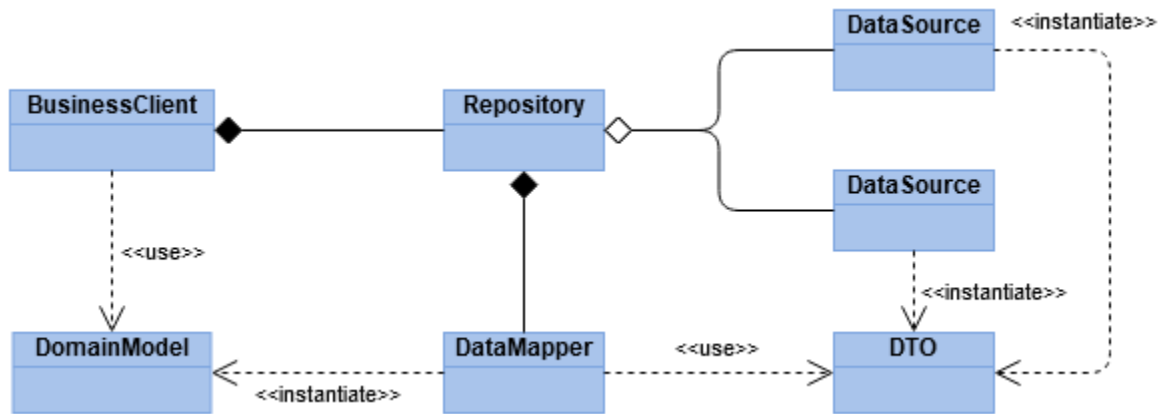 DataSource
<<instantiate>>
BusinessClient
Repository
DataSource
<<use>>
<<instantiate>>
DomainModel
DataMapper
<<use>>
DTO
<<instantiate>>